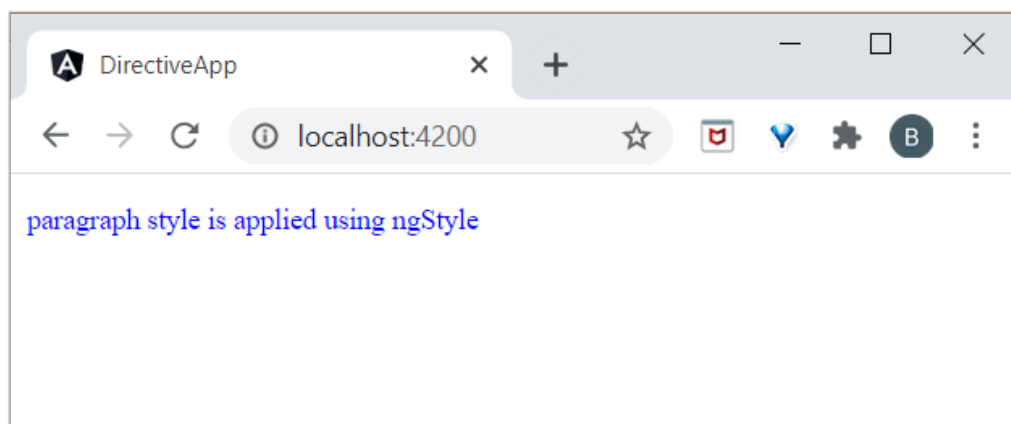 DirectiveApp
localhost:4200
B
paragraph style is applied using ngStyle